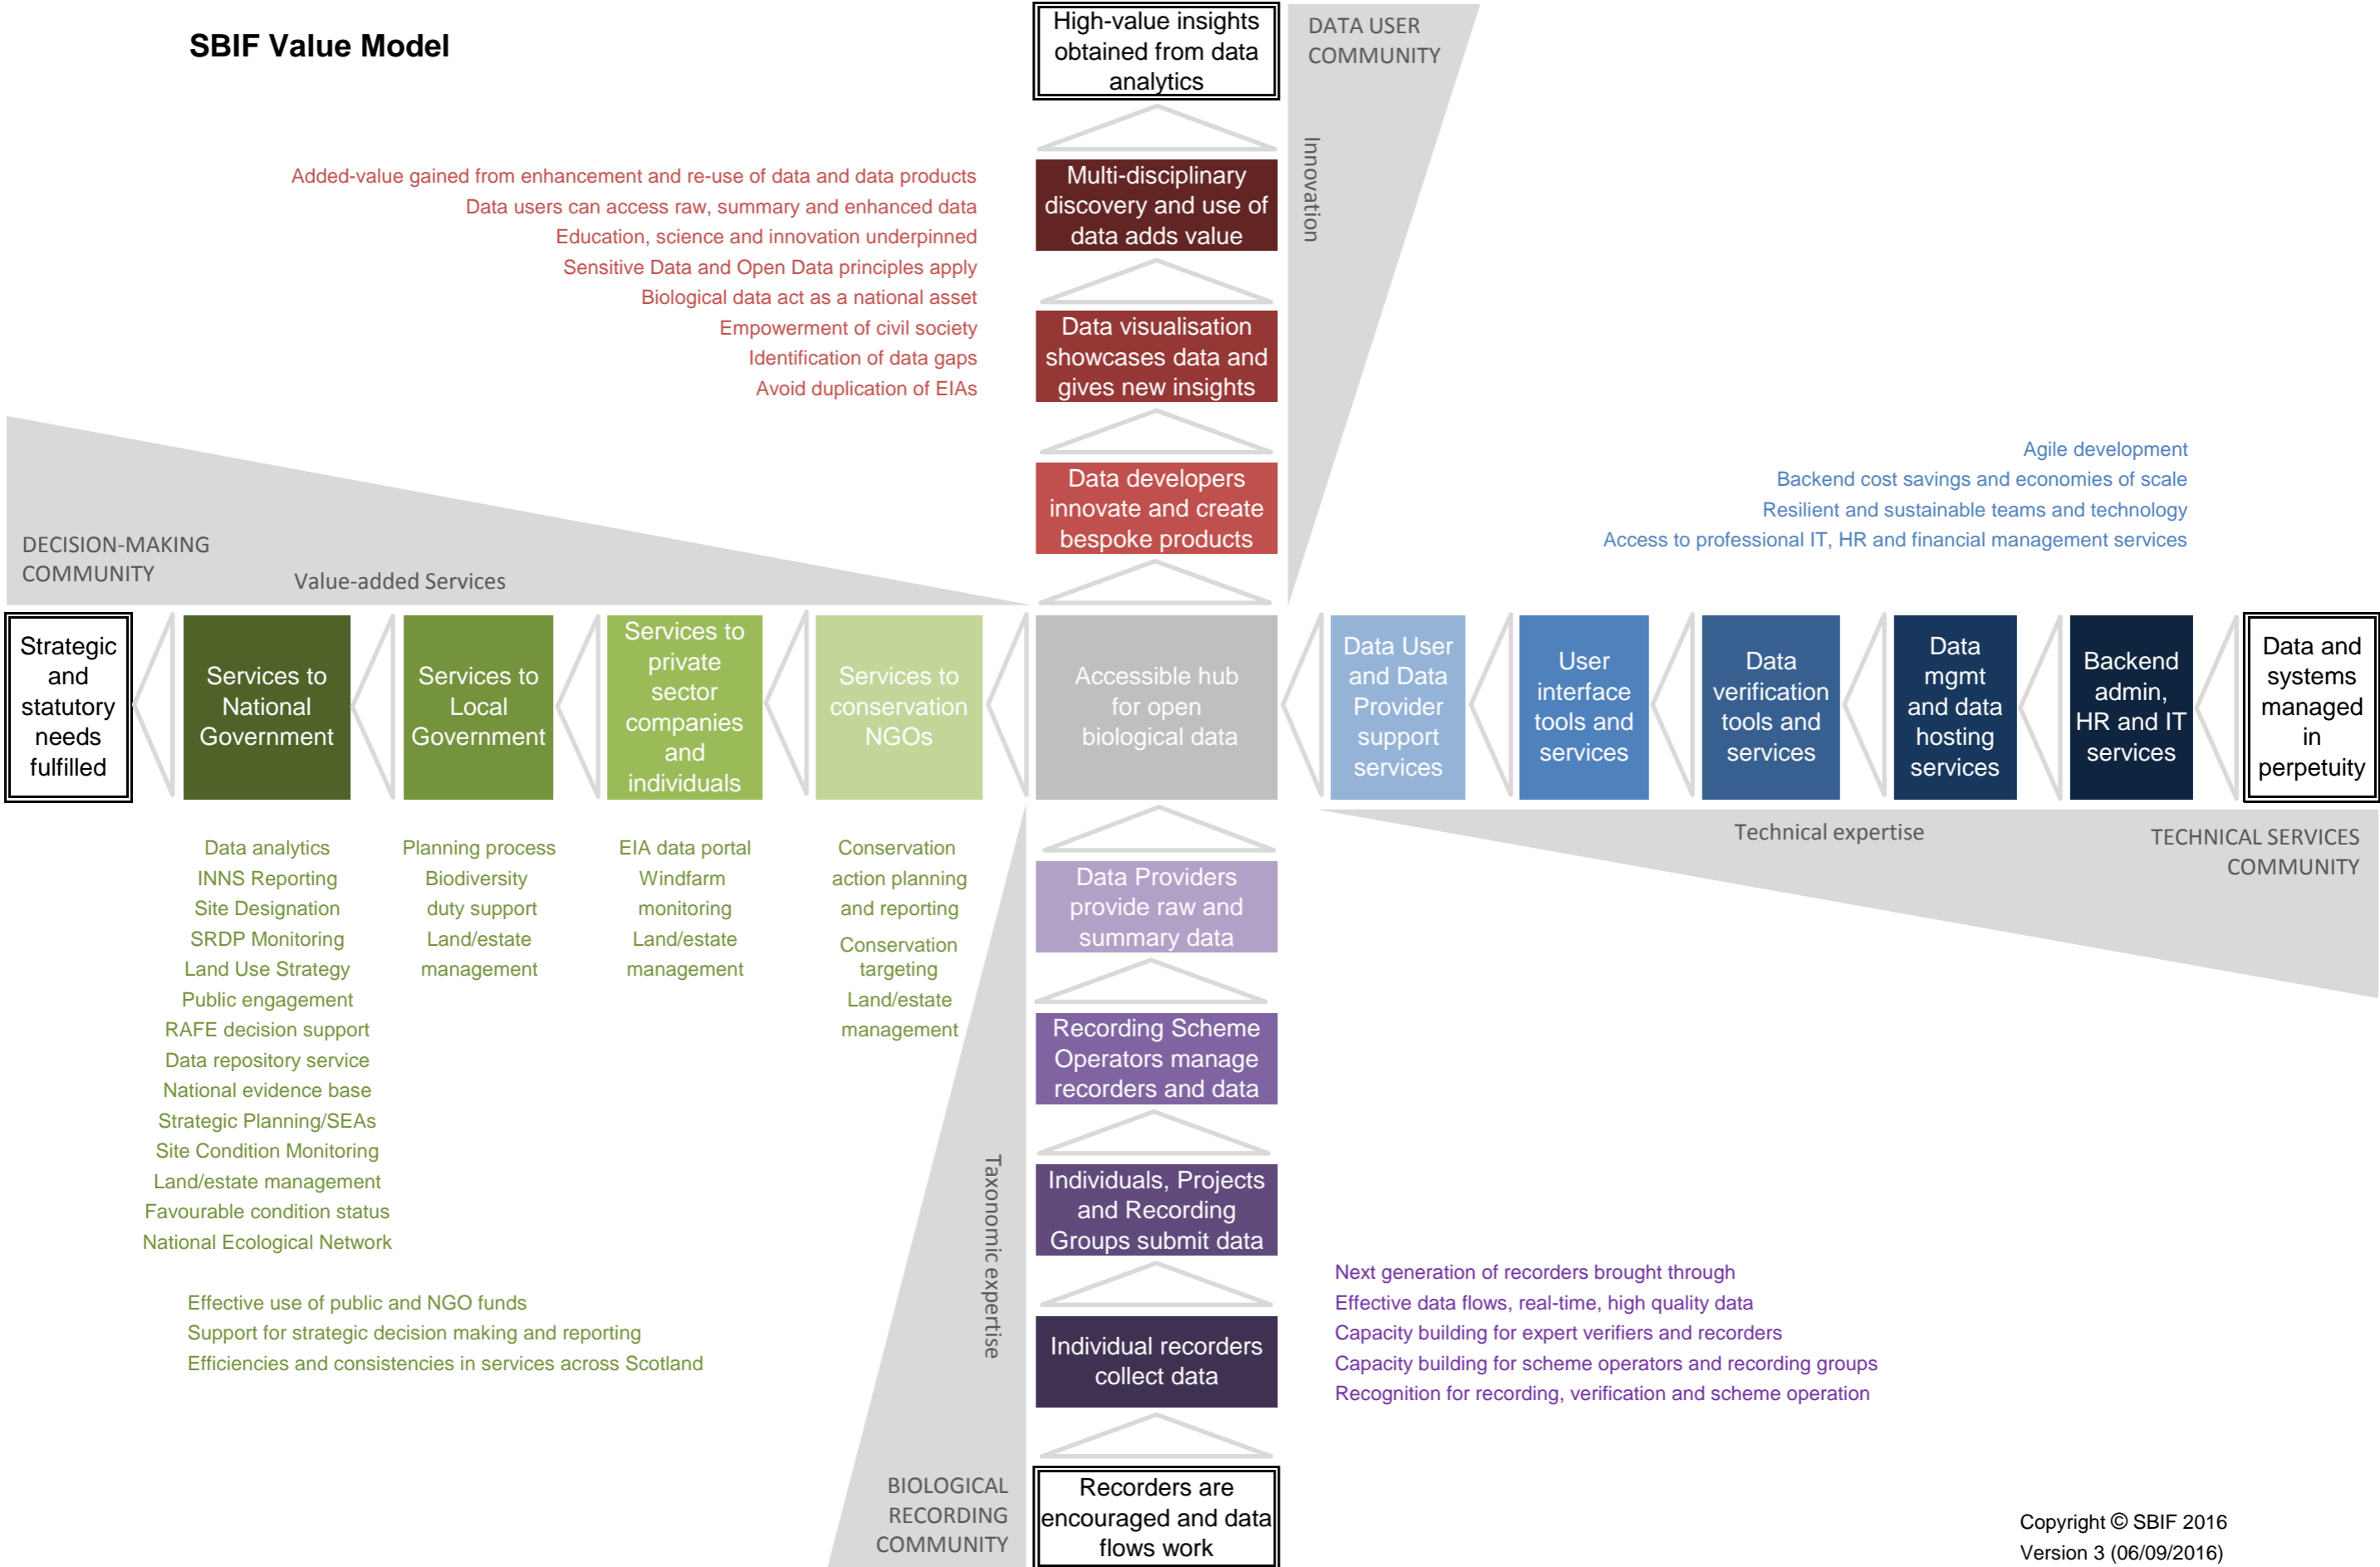 SBIF Value Model
High-value insights
obtained from data
analytics
DATA USER
COMMUNITY
Innovation
Added-value gained from enhancement and re-use of data and data products
Data users can access raw, summary and enhanced data
Education, science and innovation underpinned
Sensitive Data and Open Data principles apply
Biological data act as a national asset
Empowerment of civil society
Identification of data gaps
Avoid duplication of EIAs
Multi-disciplinary
discovery and use of
data adds value
Data visualisation
showcases data and
gives new insights
Data developers
innovate and create
bespoke products
Agile development
Backend cost savings and economies of scale
Resilient and sustainable teams and technology
Access to professional IT, HR and financial management services
DECISION-MAKING
COMMUNITY
Value-added Services
Strategic
and
statutory
needs
fulfilled
Services to
National
Government
Services to
Local
Government
Services to
private
sector
companies
and
individuals
Services to
conservation
NGOs
Accessible hub
for open
biological data
Data User
and Data
Provider
support
services
User
interface
tools and
services
Data
verification
tools and
services
Data
mgmt
and data
hosting
services
Backend
admin,
HR and IT
services
Data and
systems
managed
in
perpetuity
Data analytics
INNS Reporting
Site Designation
SRDP Monitoring
Land Use Strategy
Public engagement
RAFE decision support
Data repository service
National evidence base
Strategic Planning/SEAs
Site Condition Monitoring
Land/estate management
Favourable condition status
National Ecological Network
Planning process
Biodiversity
duty support
Land/estate
management
EIA data portal
Windfarm
monitoring
Land/estate
management
Conservation
action planning
and reporting
Conservation
targeting
Land/estate
management
Effective use of public and NGO funds
Support for strategic decision making and reporting
Efficiencies and consistencies in services across Scotland
Technical expertise
TECHNICAL SERVICES
COMMUNITY
Data Providers
provide raw and
summary data
Recording Scheme
Operators manage
recorders and data
Individuals, Projects
and Recording
Groups submit data
Individual recorders
collect data
Taxonomic expertise
BIOLOGICAL
RECORDING
COMMUNITY
Recorders are
encouraged and data
flows work
Next generation of recorders brought through
Effective data flows, real-time, high quality data
Capacity building for expert verifiers and recorders
Capacity building for scheme operators and recording groups
Recognition for recording, verification and scheme operation
Copyright © SBIF 2016
Version 3 (06/09/2016)